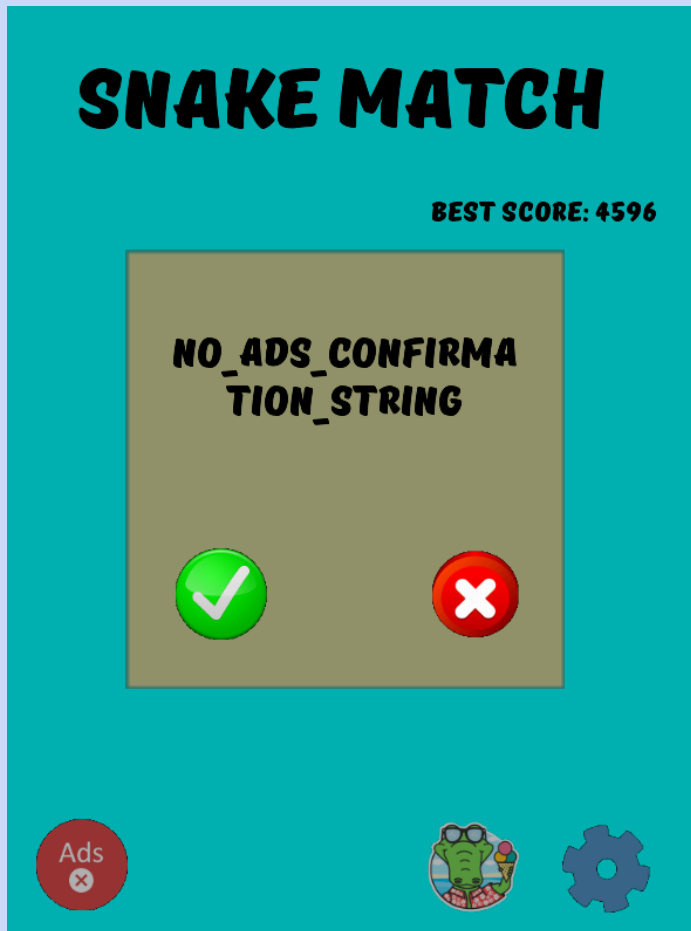 SNAKE MATCH
BEST SCORE: 4596
NO_ADS_CONFIRMA
TION_STRING
Ads